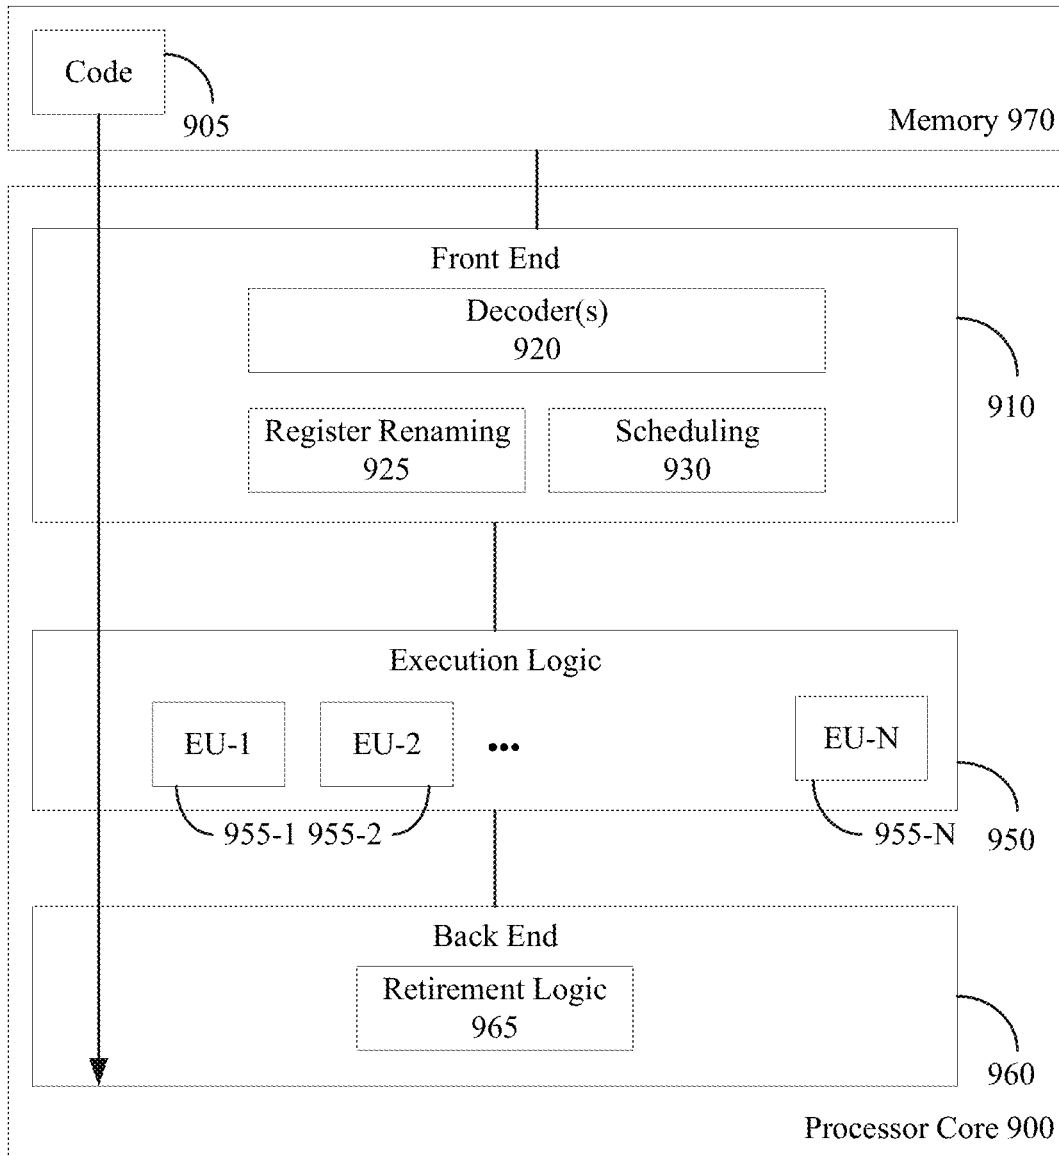 Code
905
Memory 970
Front End
Decoder(s)
920
910
Register Renaming
925
Scheduling
930
Execution Logic
EU-1
EU-2
•••
EU-N
955-1 955-2
955-N
950
Back End
Retirement Logic
965
960
Processor Core 900